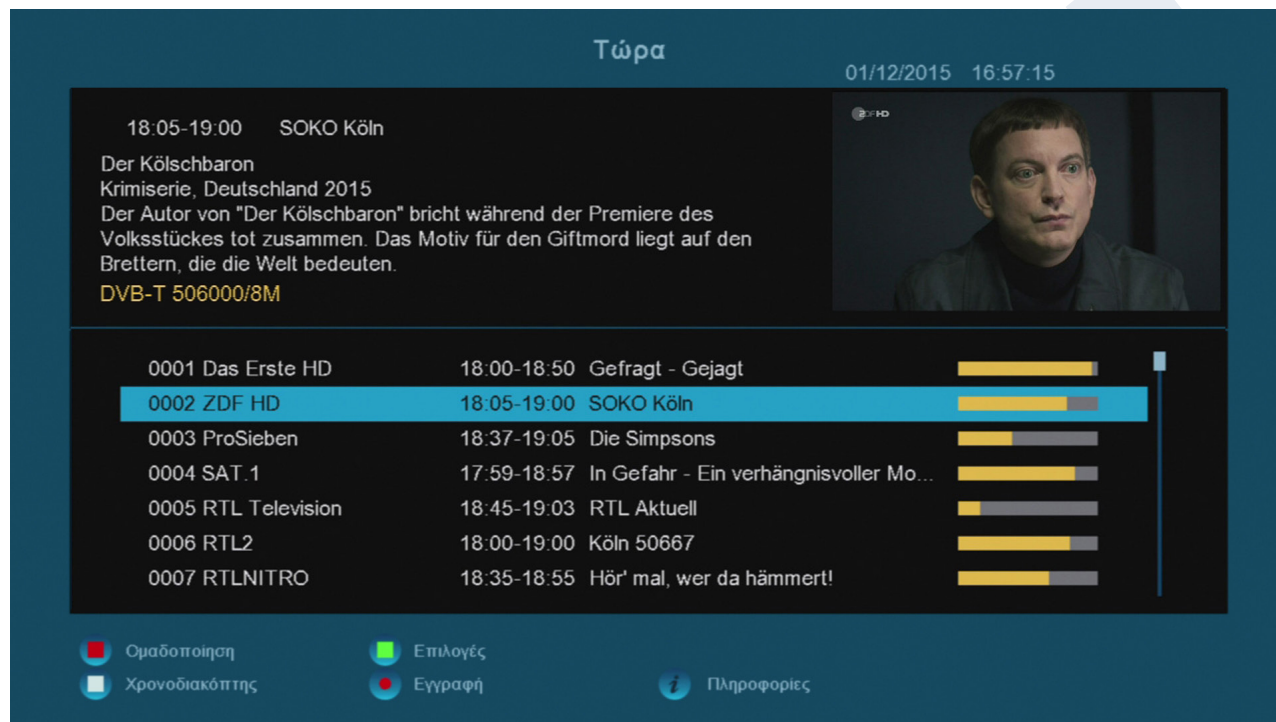 Τώρα
01/12/2015 16:57:15
18:05-19:00 SOKO Köln
ZDF HD
Der Kölschbaron
Krimiserie, Deutschland 2015
Der Autor von "Der Kölschbaron" bricht während der Premiere des
Volksstückes tot zusammen. Das Motiv für den Giftmord liegt auf den
Brettern, die die Welt bedeuten.
DVB-T 506000/8M
0001 Das Erste HD 18:00-18:50 Gefragt - Gejagt
0002 ZDF HD 18:05-19:00 SOKO Köln
0003 ProSieben 18:37-19:05 Die Simpsons
0004 SAT.1 17:59-18:57 In Gefahr - Ein verhängnisvoller Mo...
0005 RTL Television 18:45-19:03 RTL Aktuell
0006 RTL2 18:00-19:00 Köln 50667
0007 RTLNITRO 18:35-18:55 Hör' mal, wer da hämmert!
Ομαδοποίηση Επιλογές
Χρονοδιακόπτης Εγγραφή i Πληροφορίες